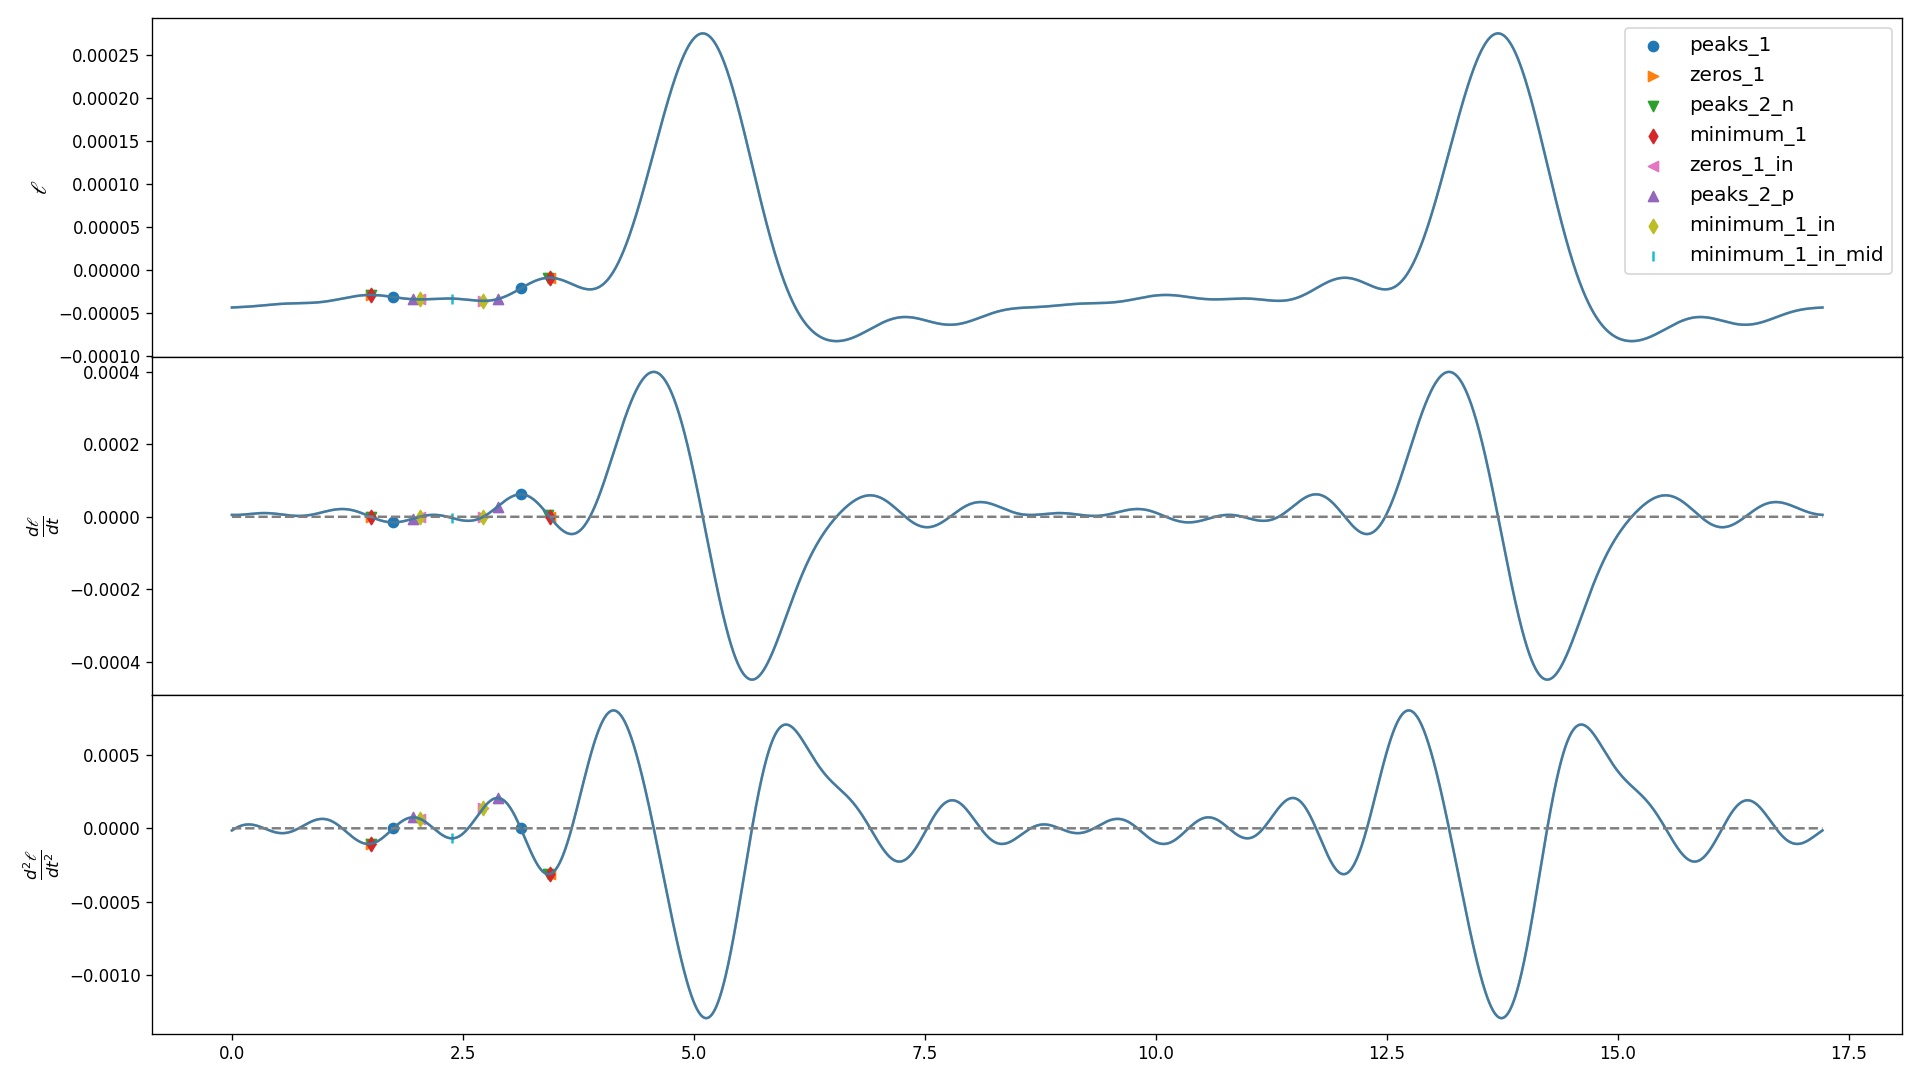 0.00025
0.00020
0.00015
0.00010
0.00005
0.00000
−0.00005
−0.00010
ℓ
peaks_1
zeros_1
peaks_2_n
minimum_1
zeros_1_in
peaks_2_p
minimum_1_in
minimum_1_in_mid
0.0004
0.0002
0.0000
−0.0002
−0.0004
dℓ
dt
0.0005
0.0000
−0.0005
−0.0010
d²ℓ
dt²
0.0 2.5 5.0 7.5 10.0 12.5 15.0 17.5